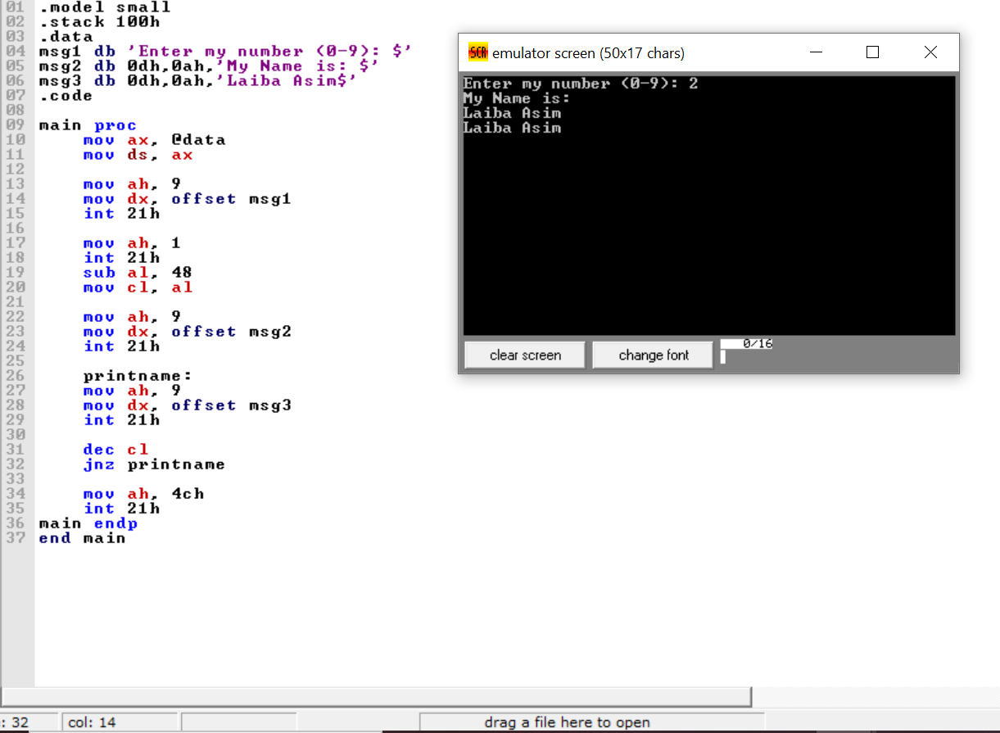 01 .model small
02 .stack 100h
03 .data
04 msg1 db 'Enter my number (0-9): $'
05 msg2 db 0dh,0ah,'My Name is: $'
06 msg3 db 0dh,0ah,'Laiba Asim$'
07 .code
08
09 main proc
10 mov ax, @data
11 mov ds, ax
12
13 mov ah, 9
14 mov dx, offset msg1
15 int 21h
16
17 mov ah, 1
18 int 21h
19 sub al, 48
20 mov cl, al
21
22 mov ah, 9
23 mov dx, offset msg2
24 int 21h
25
26 printname:
27 mov ah, 9
28 mov dx, offset msg3
29 int 21h
30
31 dec cl
32 jnz printname
33
34 mov ah, 4ch
35 int 21h
36 main endp
37 end main
SCR emulator screen (50x17 chars)
Enter my number (0-9): 2
My Name is:
Laiba Asim
Laiba Asim
clear screen change font 0/16
: 32 col: 14 drag a file here to open